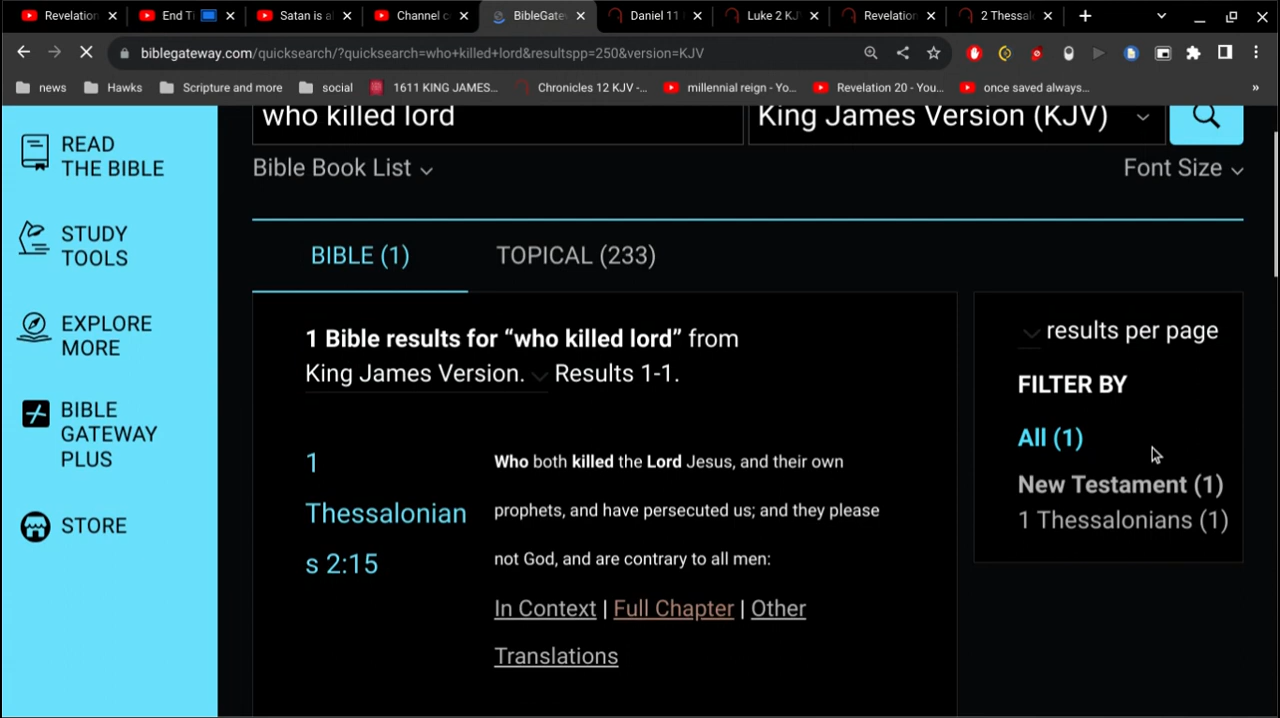 Revelation
End Ti
Satan is a
Channel c
BibleGatew
Daniel 11
Luke 2 KJ
Revelation
2 Thessal
biblegateway.com/quicksearch/?quicksearch=who+killed+lord&resultspp=250&version=KJV
news
Hawks
Scripture and more
social
1611 KING JAMES...
Chronicles 12 KJV -...
millennial reign - Yo...
Revelation 20 - You...
once saved always...
»
who killed lord
King James Version (KJV)
Bible Book List
Font Size
READ
THE BIBLE
STUDY
TOOLS
EXPLORE
MORE
BIBLE
GATEWAY
PLUS
STORE
BIBLE (1)
TOPICAL (233)
1 Bible results for “who killed lord” from
King James Version. Results 1-1.
1
Thessalonian
s 2:15
Who both killed the Lord Jesus, and their own
prophets, and have persecuted us; and they please
not God, and are contrary to all men:
In Context | Full Chapter | Other
Translations
results per page
FILTER BY
All (1)
New Testament (1)
1 Thessalonians (1)